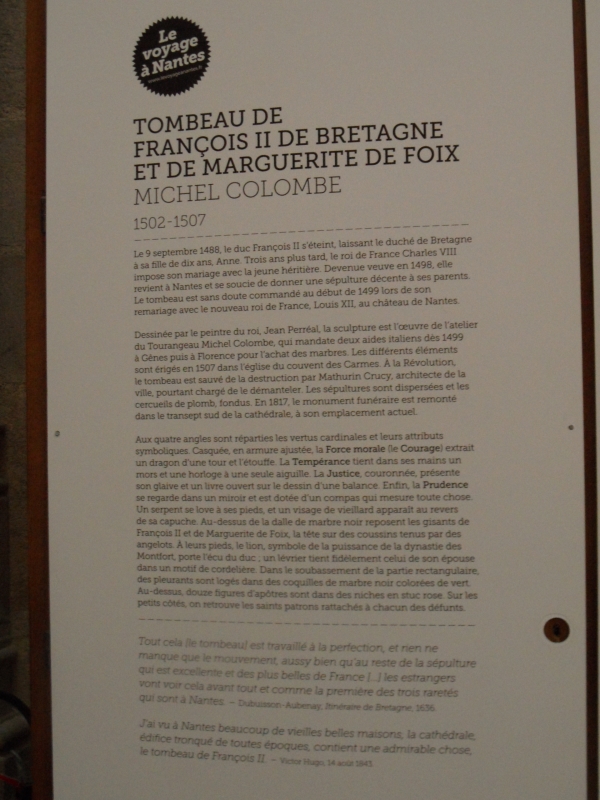 Le
voyage
à Nantes
www.levoyageanantes.fr
TOMBEAU DE
FRANÇOIS II DE BRETAGNE
ET DE MARGUERITE DE FOIX
MICHEL COLOMBE
1502-1507
Le 9 septembre 1488, le duc François II s'éteint, laissant le duché de Bretagne
à sa fille de dix ans, Anne. Trois ans plus tard, le roi de France Charles VIII
impose son mariage avec la jeune héritière. Devenue veuve en 1498, elle
revient à Nantes et se soucie de donner une sépulture décente à ses parents.
Le tombeau est sans doute commandé au début de 1499 lors de son
remariage avec le nouveau roi de France, Louis XII, au château de Nantes.
Dessinée par le peintre du roi, Jean Perréal, la sculpture est l'œuvre de l'atelier
du Tourangeau Michel Colombe, qui mandate deux aides italiens dès 1499
à Gênes puis à Florence pour l'achat des marbres. Les différents éléments
sont érigés en 1507 dans l'église du couvent des Carmes. À la Révolution,
le tombeau est sauvé de la destruction par Mathurin Crucy, architecte de la
ville, pourtant chargé de le démanteler. Les sépultures sont dispersées et les
cercueils de plomb, fondus. En 1817, le monument funéraire est remonté
dans le transept sud de la cathédrale, à son emplacement actuel.
Aux quatre angles sont réparties les vertus cardinales et leurs attributs
symboliques. Casquée, en armure ajustée, la Force morale (le Courage) extrait
un dragon d'une tour et l'étouffe. La Tempérance tient dans ses mains un
mors et une horloge à une seule aiguille. La Justice, couronnée, présente
son glaive et un livre ouvert sur le dessin d'une balance. Enfin, la Prudence
se regarde dans un miroir et est dotée d'un compas qui mesure toute chose.
Un serpent se love à ses pieds, et un visage de vieillard apparaît au revers
de sa capuche. Au-dessus de la dalle de marbre noir reposent les gisants de
François II et de Marguerite de Foix, la tête sur des coussins tenus par des
angelots. À leurs pieds, le lion, symbole de la puissance de la dynastie des
Montfort, porte l'écu du duc ; un lévrier tient fidèlement celui de son épouse
dans un motif de cordelière. Dans le soubassement de la partie rectangulaire,
des pleurants sont logés dans des coquilles de marbre noir colorées de vert.
Au-dessus, douze figures d'apôtres sont dans des niches en stuc rose. Sur les
petits côtés, on retrouve les saints patrons rattachés à chacun des défunts.
Tout cela (le tombeau) est travaillé à la perfection, et rien ne
manque que le mouvement, aussy bien qu'au reste de la sépulture
qui est excellente et des plus belles de France [...] les estrangers
vont voir cela avant tout et comme la première des trois raretés
qui sont à Nantes. – Dubuisson-Aubenay, Itinéraire de Bretagne, 1636.
J'ai vu à Nantes beaucoup de vieilles belles maisons, la cathédrale,
édifice tronqué de toutes époques, contient une admirable chose,
le tombeau de François II. – Victor Hugo, 14 août 1843.